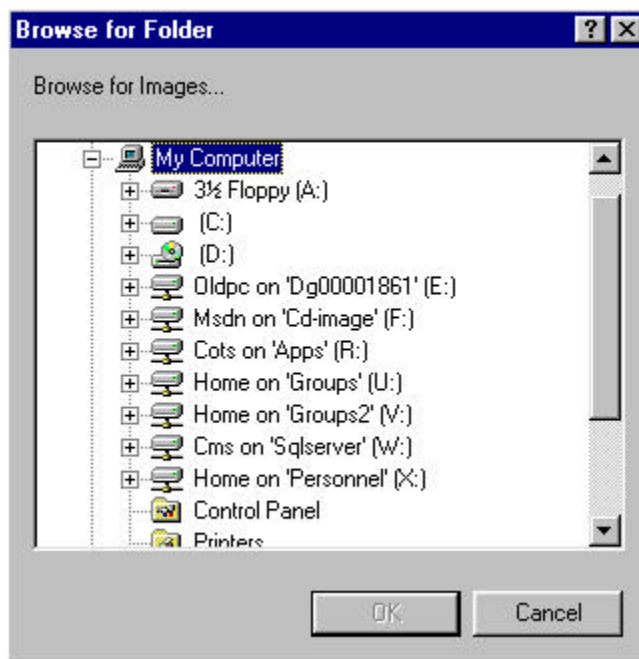 Browse for Folder
Browse for Images...
My Computer
3½ Floppy (A:)
(C:)
(D:)
Oldpc on 'Dg00001861' (E:)
Msdn on 'Cd-image' (F:)
Cots on 'Apps' (R:)
Home on 'Groups' (U:)
Home on 'Groups2' (V:)
Cms on 'Sqlserver' (W:)
Home on 'Personnel' (X:)
Control Panel
Printers
OK Cancel